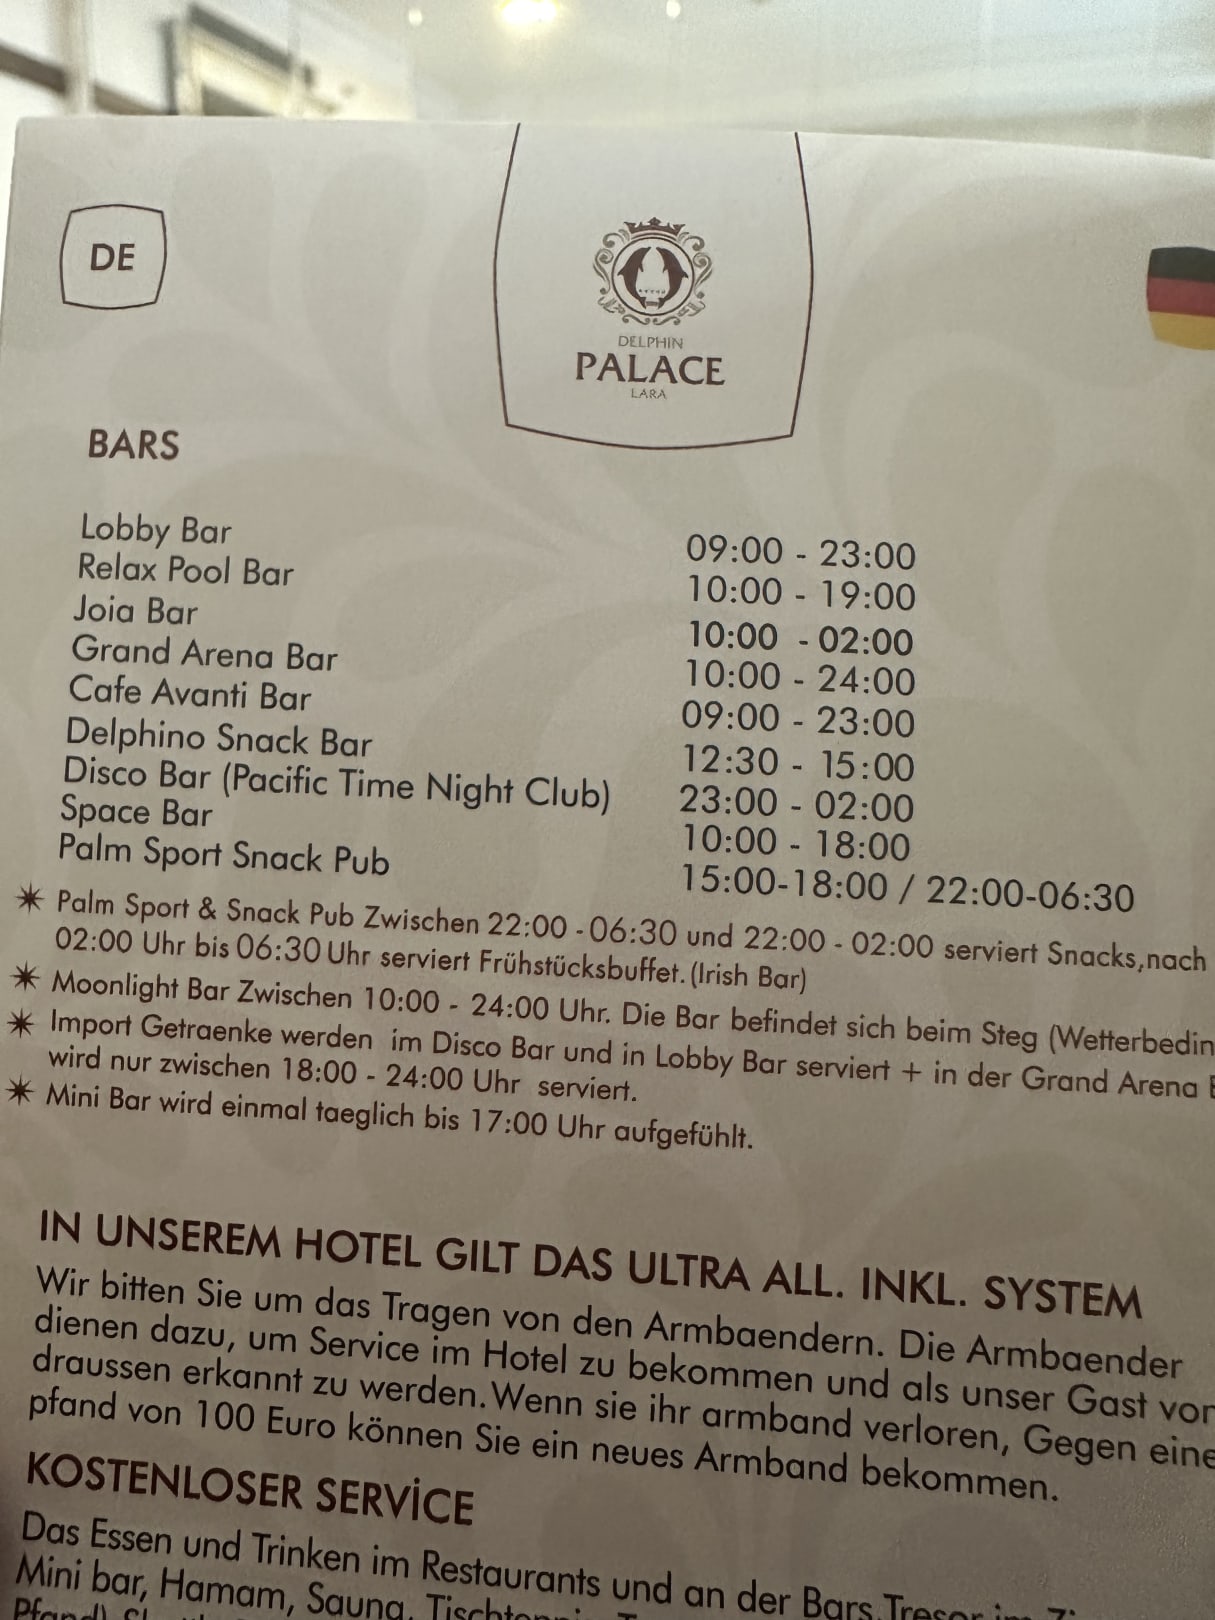 DE
DELPHIN
PALACE
LARA
BARS
Lobby Bar 09:00 - 23:00
Relax Pool Bar 10:00 - 19:00
Joia Bar 10:00 - 02:00
Grand Arena Bar 10:00 - 24:00
Cafe Avanti Bar 09:00 - 23:00
Delphino Snack Bar 12:30 - 15:00
Disco Bar (Pacific Time Night Club) 23:00 - 02:00
Space Bar 10:00 - 18:00
Palm Sport Snack Pub 15:00-18:00 / 22:00-06:30
✷ Palm Sport & Snack Pub Zwischen 22:00 - 06:30 und 22:00 - 02:00 serviert Snacks,nach
02:00 Uhr bis 06:30 Uhr serviert Frühstücksbuffet.(Irish Bar)
✷ Moonlight Bar Zwischen 10:00 - 24:00 Uhr. Die Bar befindet sich beim Steg (Wetterbedin
✷ Import Getraenke werden im Disco Bar und in Lobby Bar serviert + in der Grand Arena
wird nur zwischen 18:00 - 24:00 Uhr serviert.
✷ Mini Bar wird einmal taeglich bis 17:00 Uhr aufgefühlt.
IN UNSEREM HOTEL GILT DAS ULTRA ALL. INKL. SYSTEM
Wir bitten Sie um das Tragen von den Armbaendern. Die Armbaender
dienen dazu, um Service im Hotel zu bekommen und als unser Gast von
draussen erkannt zu werden.Wenn sie ihr armband verloren, Gegen eine
pfand von 100 Euro können Sie ein neues Armband bekommen.
KOSTENLOSER SERVİCE
Das Essen und Trinken im Restaurants und an der Bars,Tresor im
Mini bar, Hamam, Sauna,